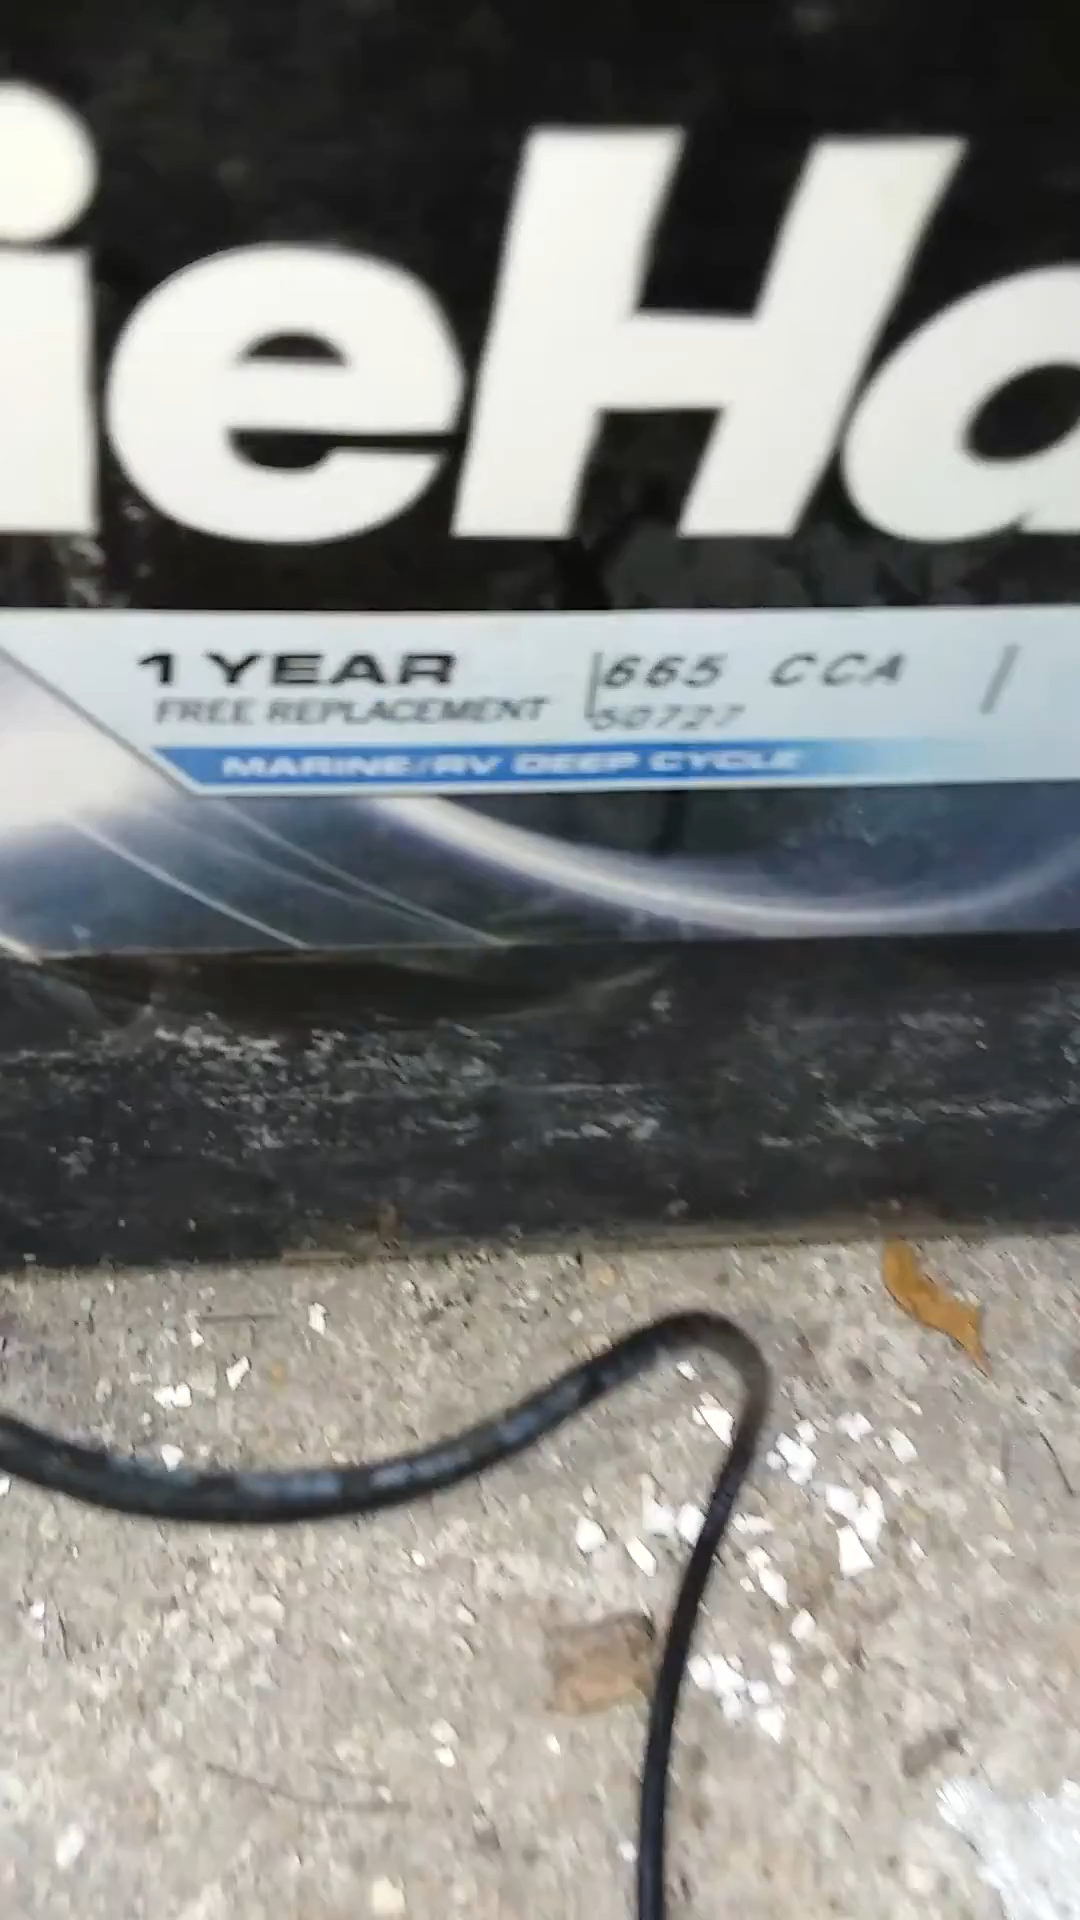 ieHa
1 YEAR
FREE REPLACEMENT
665 CCA /
50727
MARINE/RV DEEP CYCLE